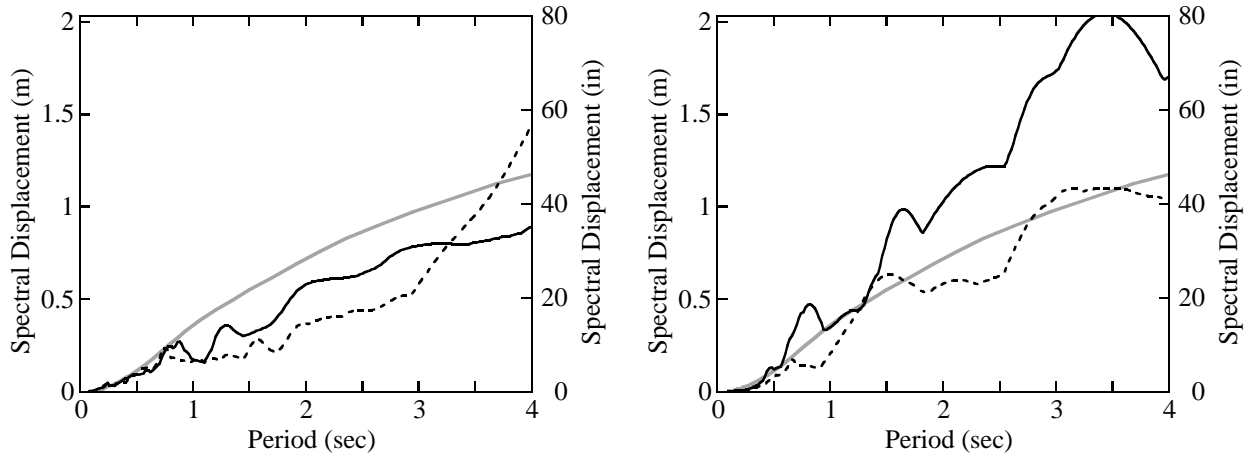 2
1.5
1
0.5
0
Spectral Displacement (m)
80
60
40
20
0
Spectral Displacement (in)
0 1 2 3 4
Period (sec)
2
1.5
1
0.5
0
Spectral Displacement (m)
80
60
40
20
0
Spectral Displacement (in)
0 1 2 3 4
Period (sec)